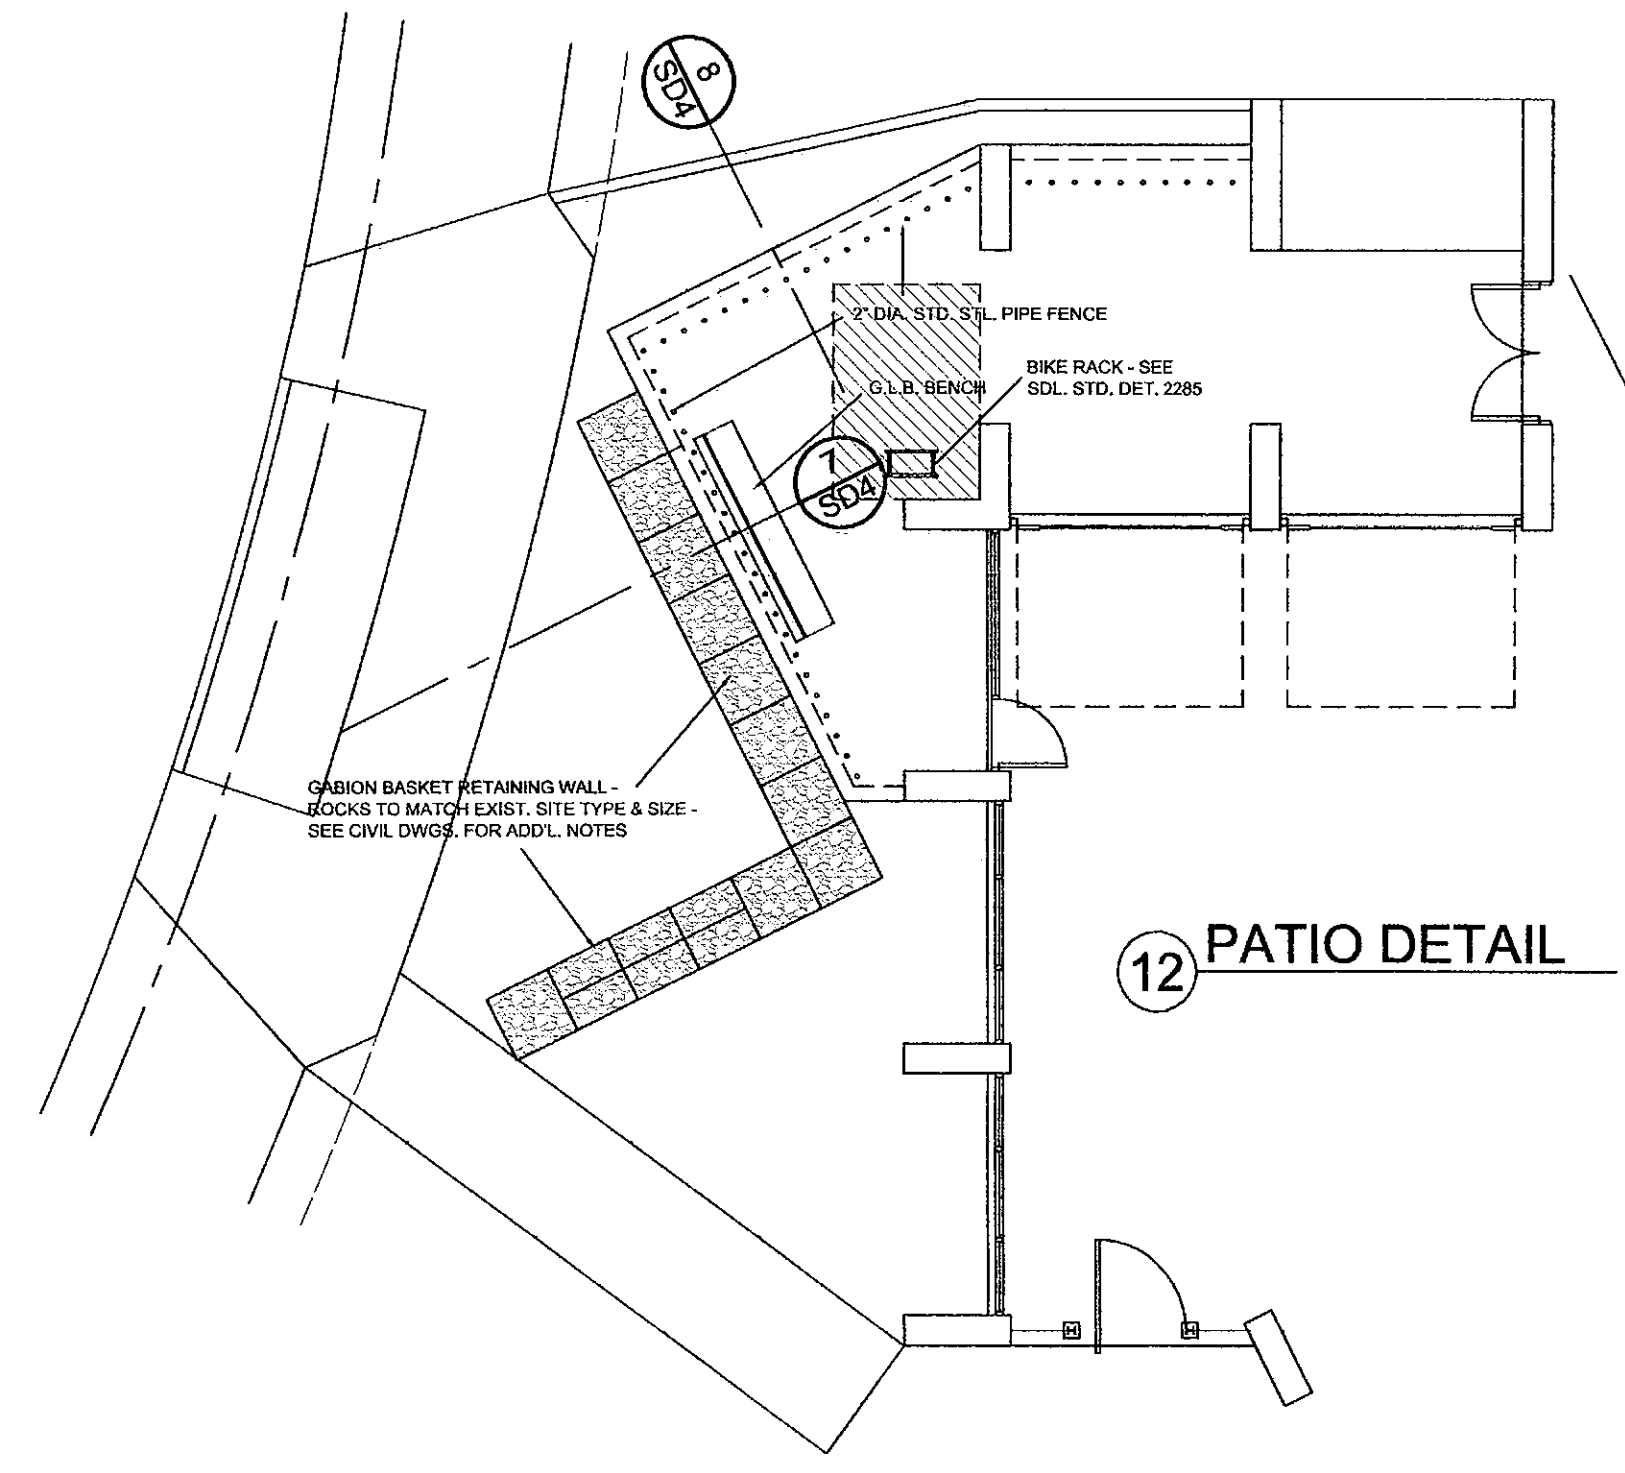 8
SD4
2" DIA. STD. STL. PIPE FENCE
BIKE RACK - SEE
SDL. STD. DET. 2285
G.L.B. BENCH
7
SD4
GABION BASKET RETAINING WALL -
ROCKS TO MATCH EXIST. SITE TYPE & SIZE -
SEE CIVIL DWGS. FOR ADD'L. NOTES
12 PATIO DETAIL